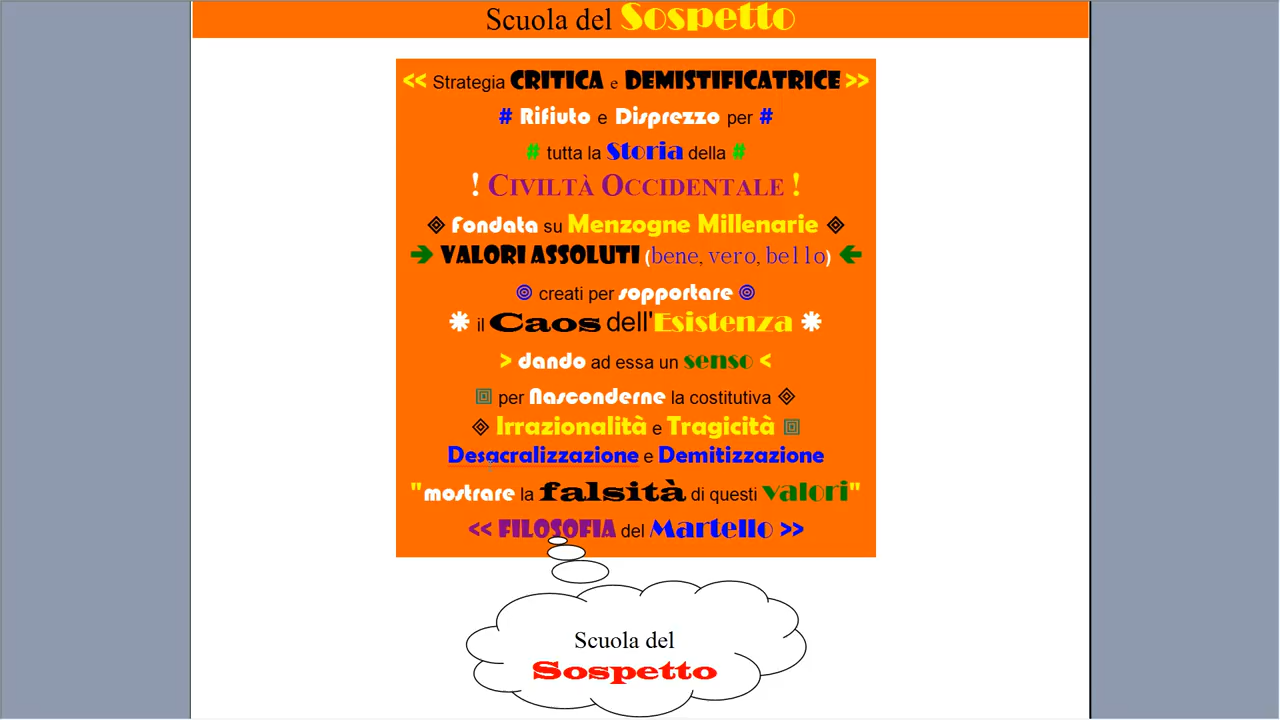 Scuola del Sospetto
<< Strategia CRITICA e DEMISTIFICATRICE >>
# Rifiuto e Disprezzo per #
# tutta la Storia della #
! CIVILTÀ OCCIDENTALE !
Fondata su Menzogne Millenarie
➔ VALORI ASSOLUTI (bene, vero, bello) 🡰
creati per sopportare
✱ il Caos dell'Esistenza ✱
> dando ad essa un senso <
per Nasconderne la costitutiva
Irrazionalità e Tragicità
Desacralizzazione e Demitizzazione
"mostrare la falsità di questi valori"
<< FILOSOFIA del Martello >>
Scuola del
Sospetto